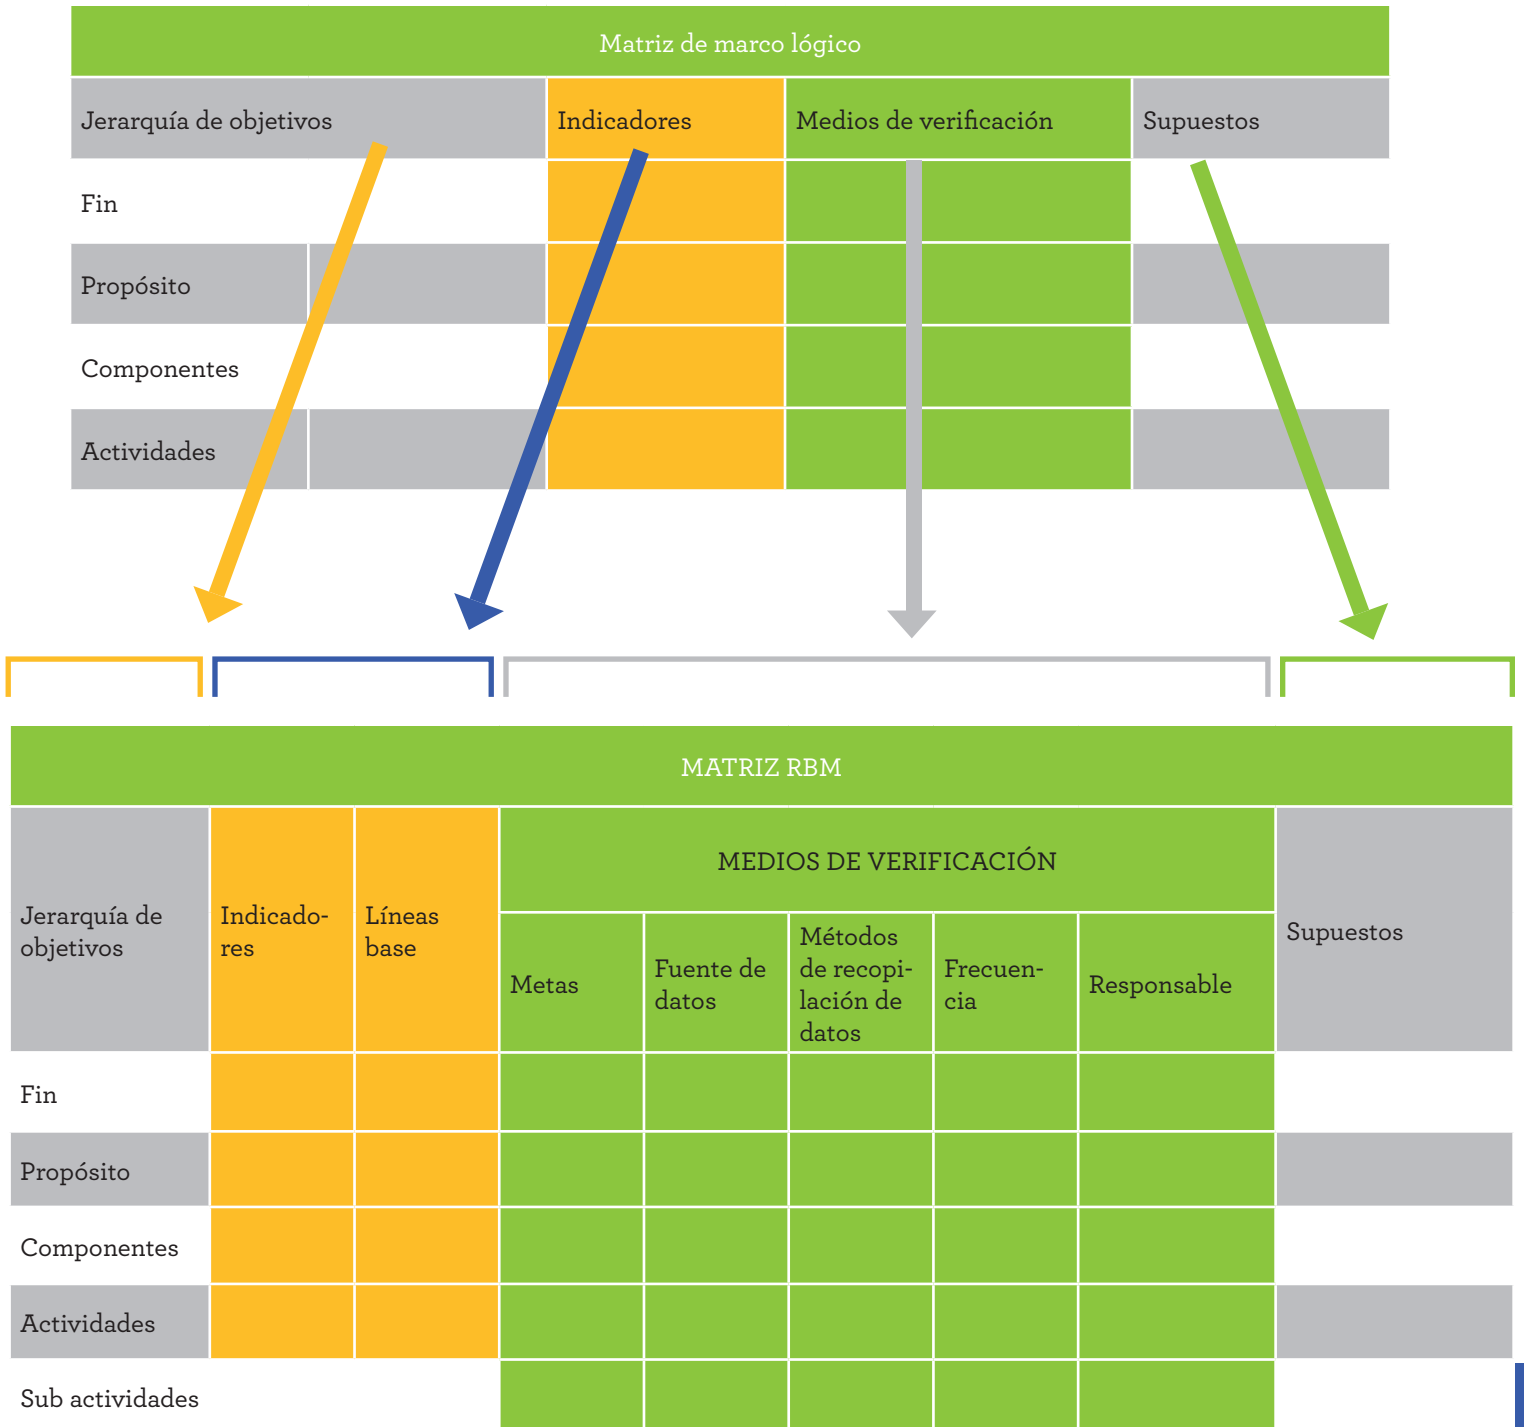 Matriz de marco lógico
Jerarquía de objetivos
Indicadores
Medios de verificación
Supuestos
Fin
Propósito
Componentes
Actividades
MATRIZ RBM
Jerarquía de
objetivos
Indicado-
res
Líneas
base
MEDIOS DE VERIFICACIÓN
Metas
Fuente de
datos
Métodos
de recopi-
lación de
datos
Frecuen-
cia
Responsable
Supuestos
Fin
Propósito
Componentes
Actividades
Sub actividades